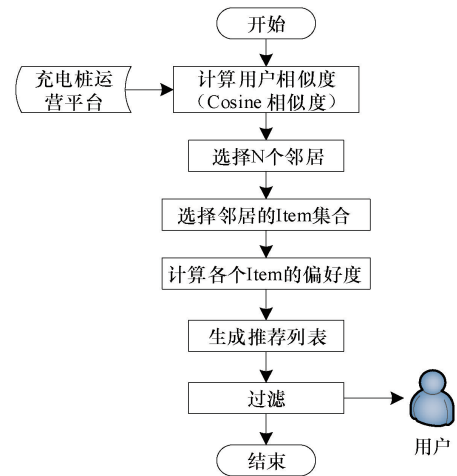 开始
充电桩运
营平台
计算用户相似度
（Cosine 相似度）
选择N个邻居
选择邻居的Item集合
计算各个Item的偏好度
生成推荐列表
过滤
用户
结束